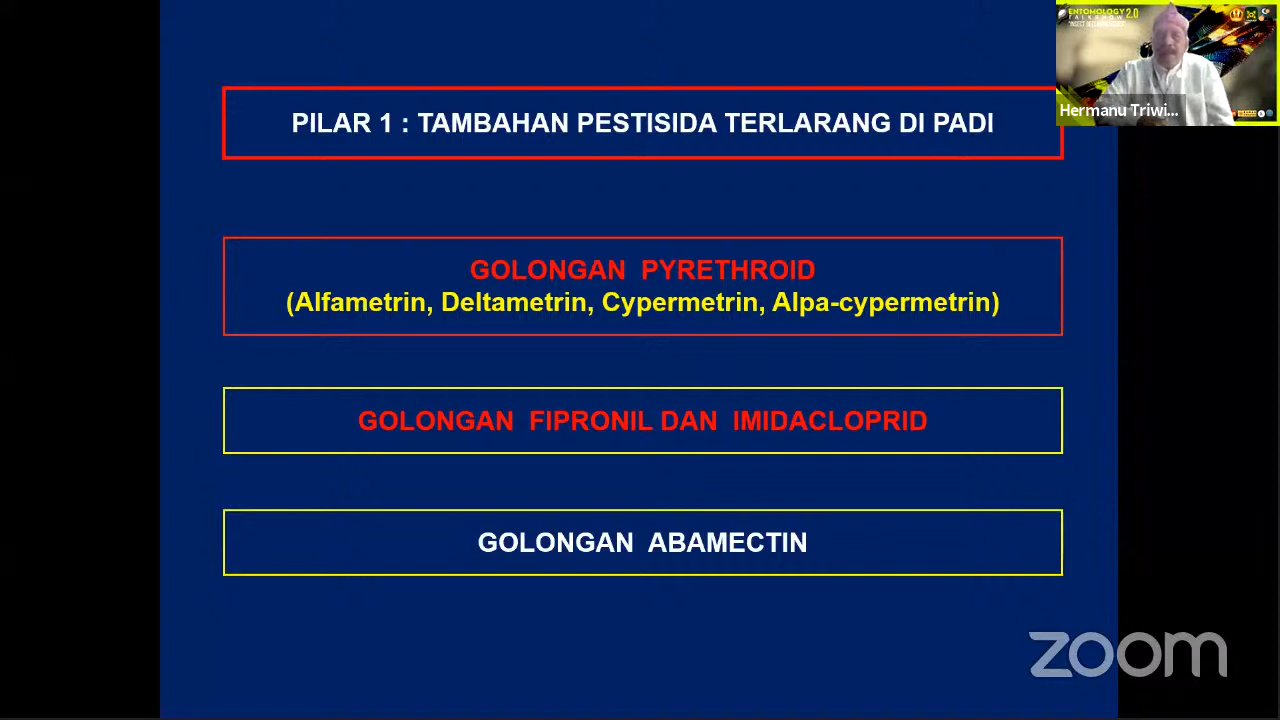 PILAR 1 : TAMBAHAN PESTISIDA TERLARANG DI PADI
GOLONGAN PYRETHROID
(Alfametrin, Deltametrin, Cypermetrin, Alpa-cypermetrin)
GOLONGAN FIPRONIL DAN IMIDACLOPRID
GOLONGAN ABAMECTIN
ENTOMOLOGY 2.0
TALKSHOW
Hermanu Triwi...
zoom